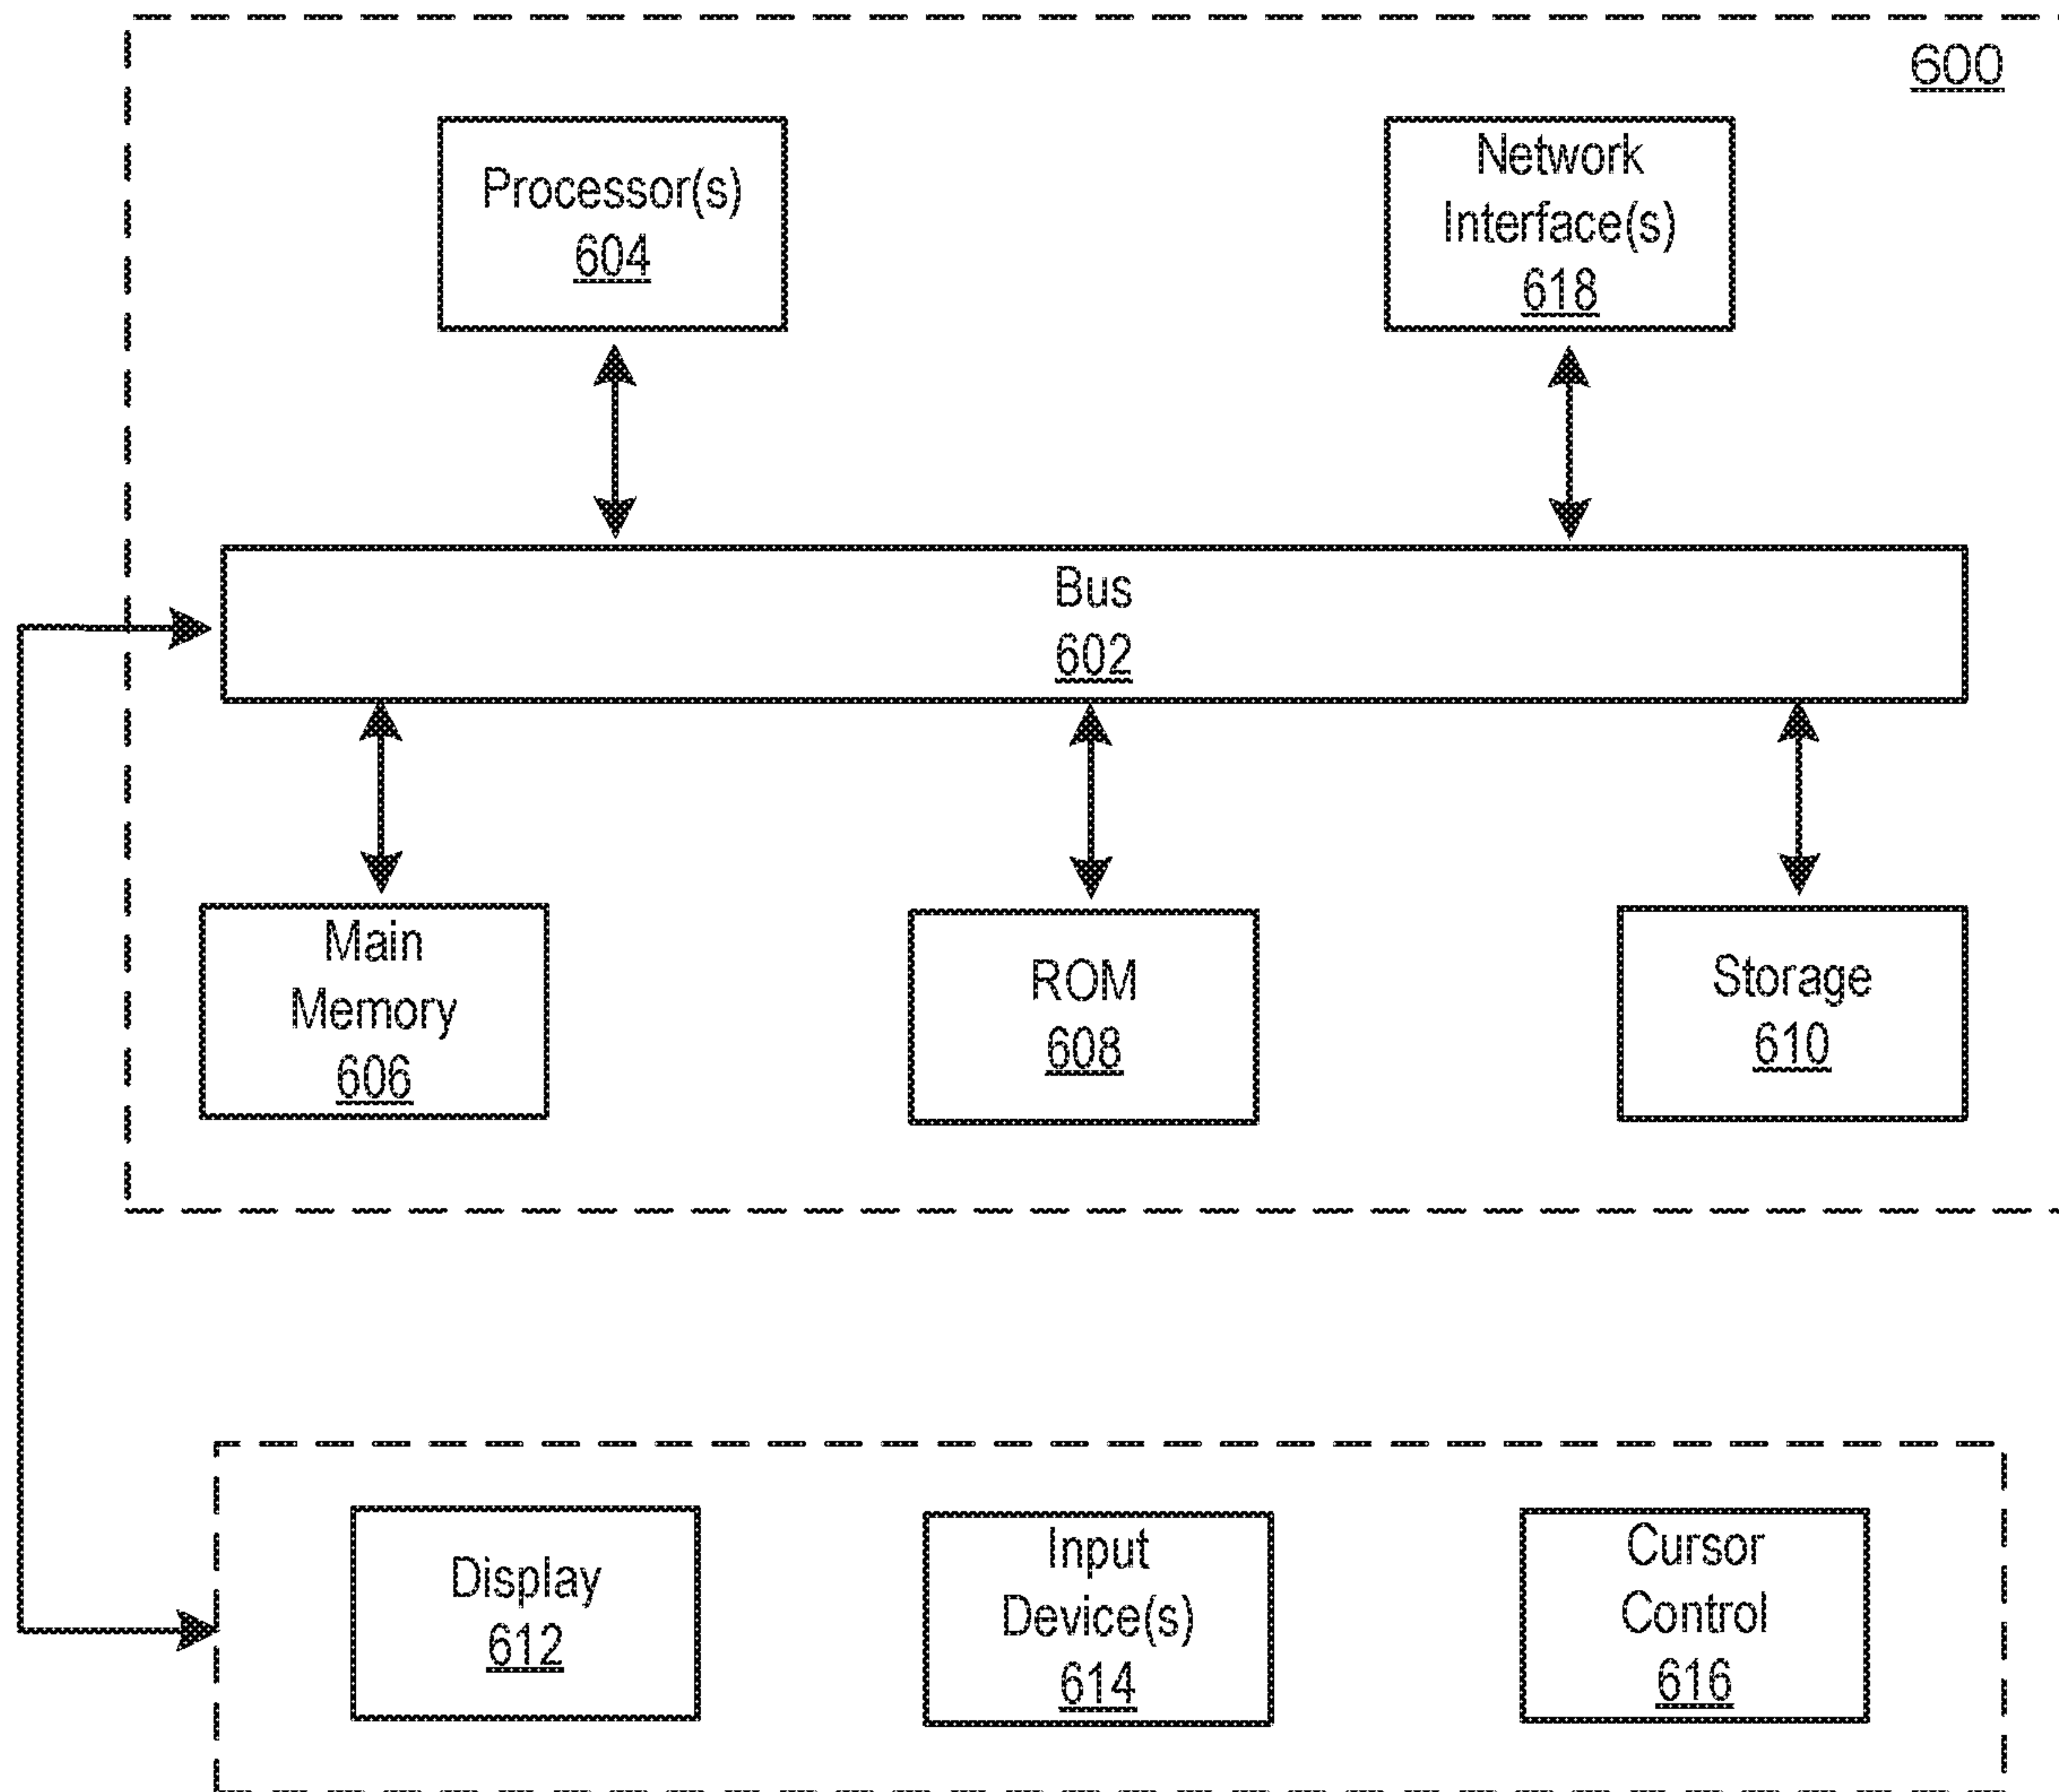 600
Processor(s)
604
Network
Interface(s)
618
Bus
602
Main
Memory
606
ROM
608
Storage
610
Display
612
Input
Device(s)
614
Cursor
Control
616